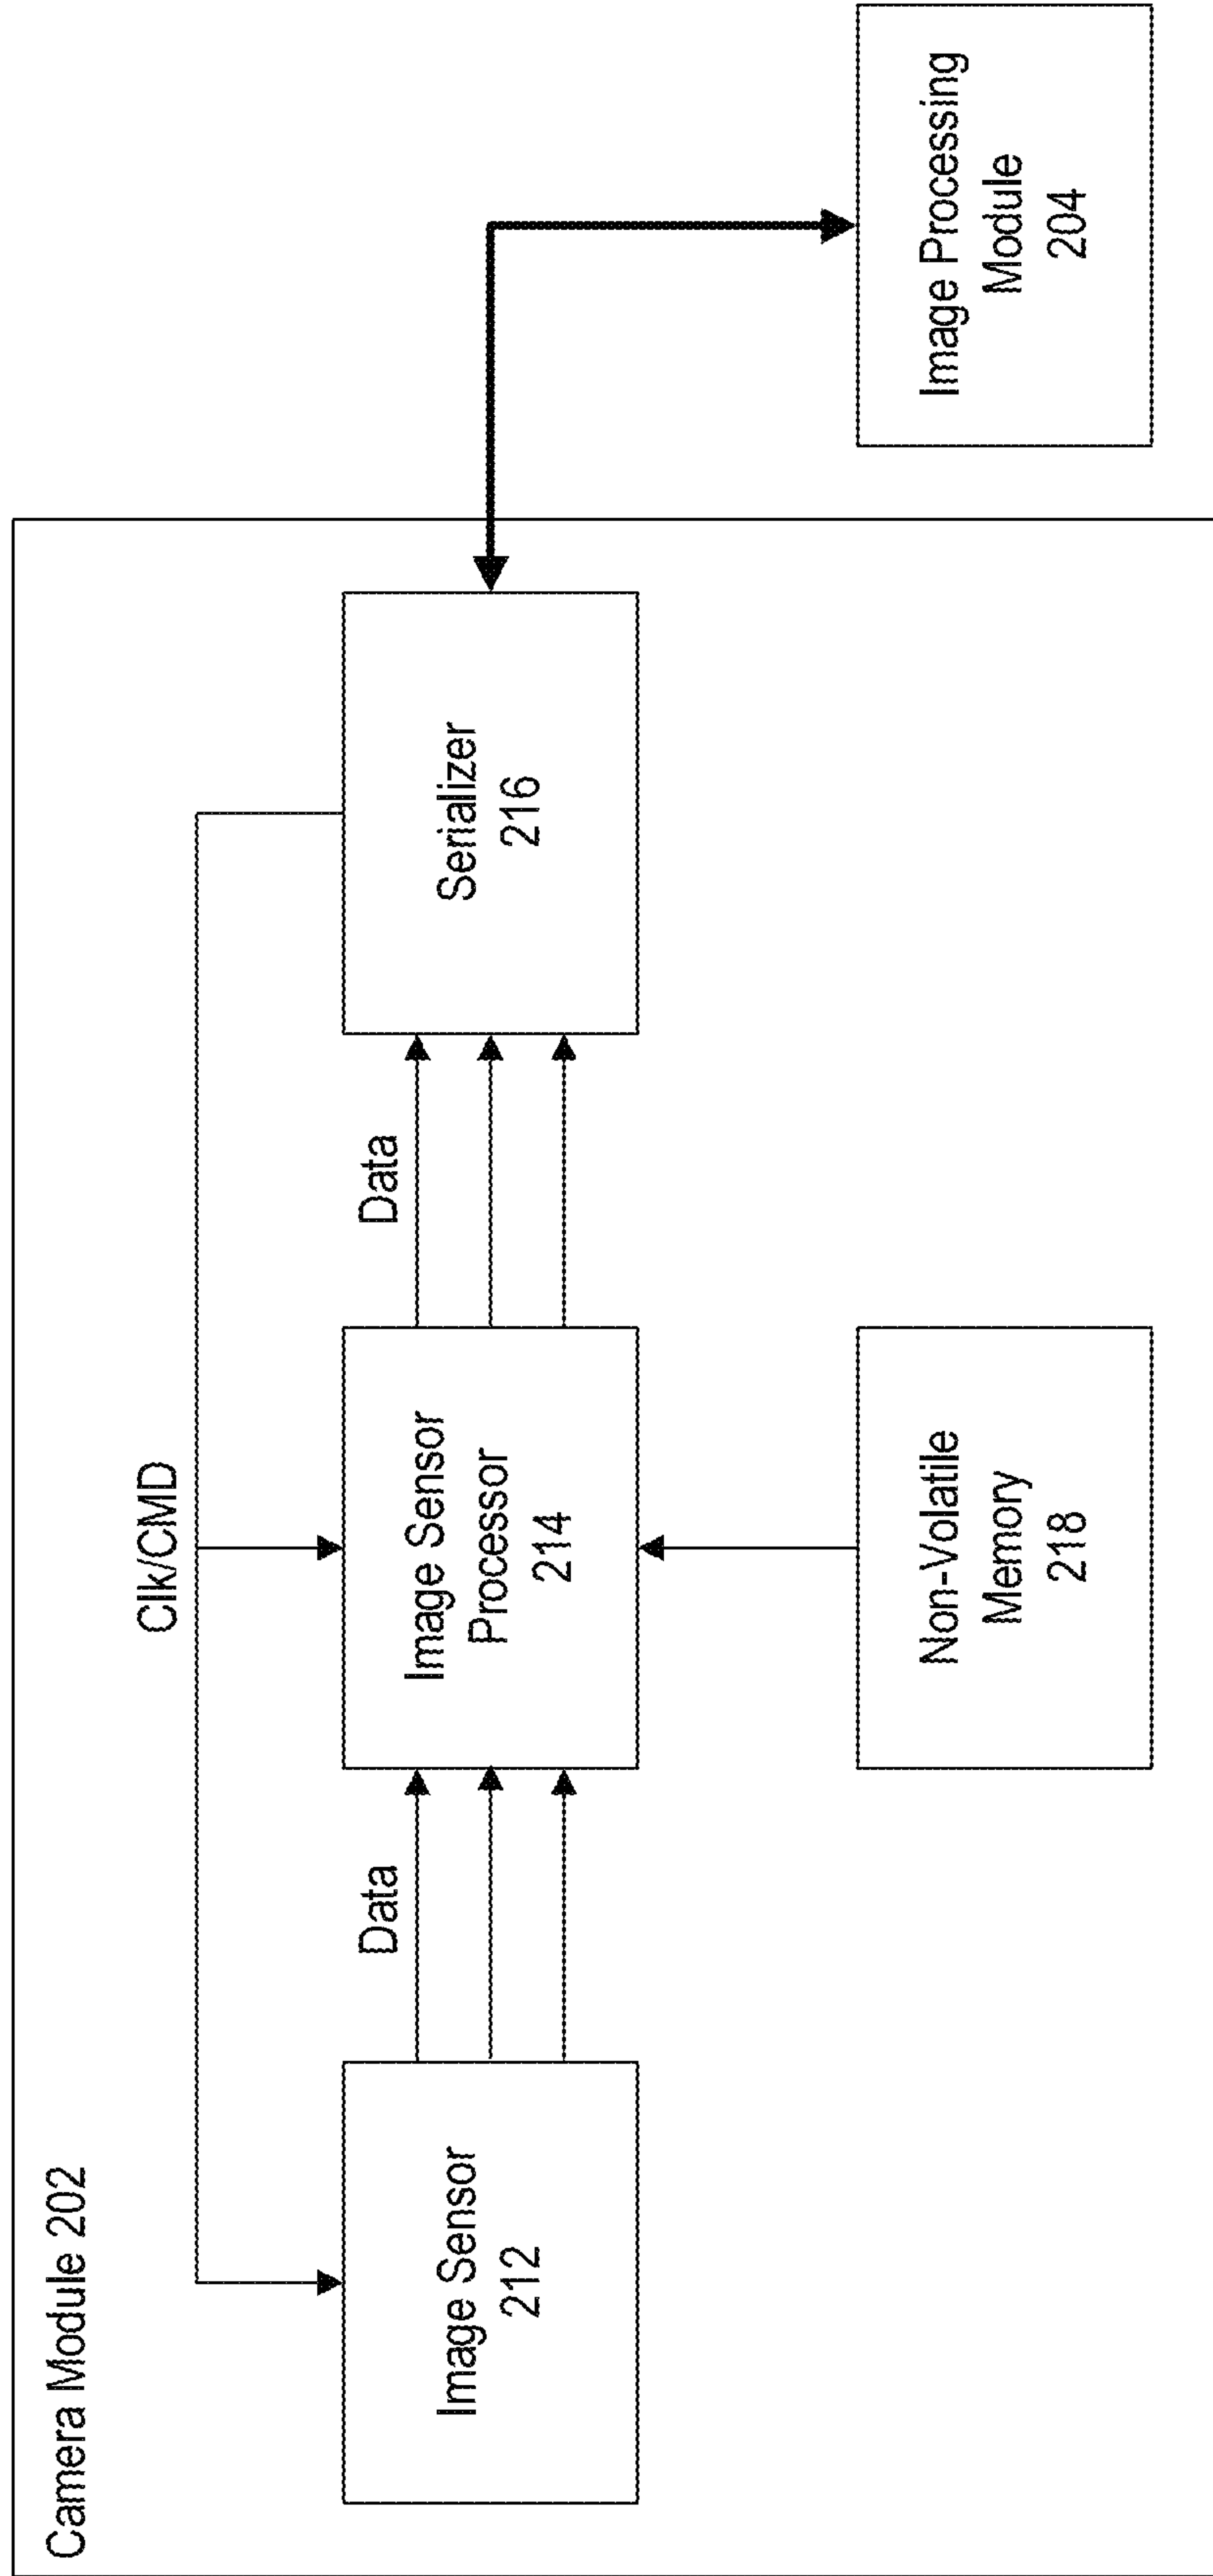 Camera Module 202
Clk/CMD
Image Sensor
212
Data
Image Sensor
Processor
214
Data
Serializer
216
Non-Volatile
Memory
218
Image Processing
Module
204